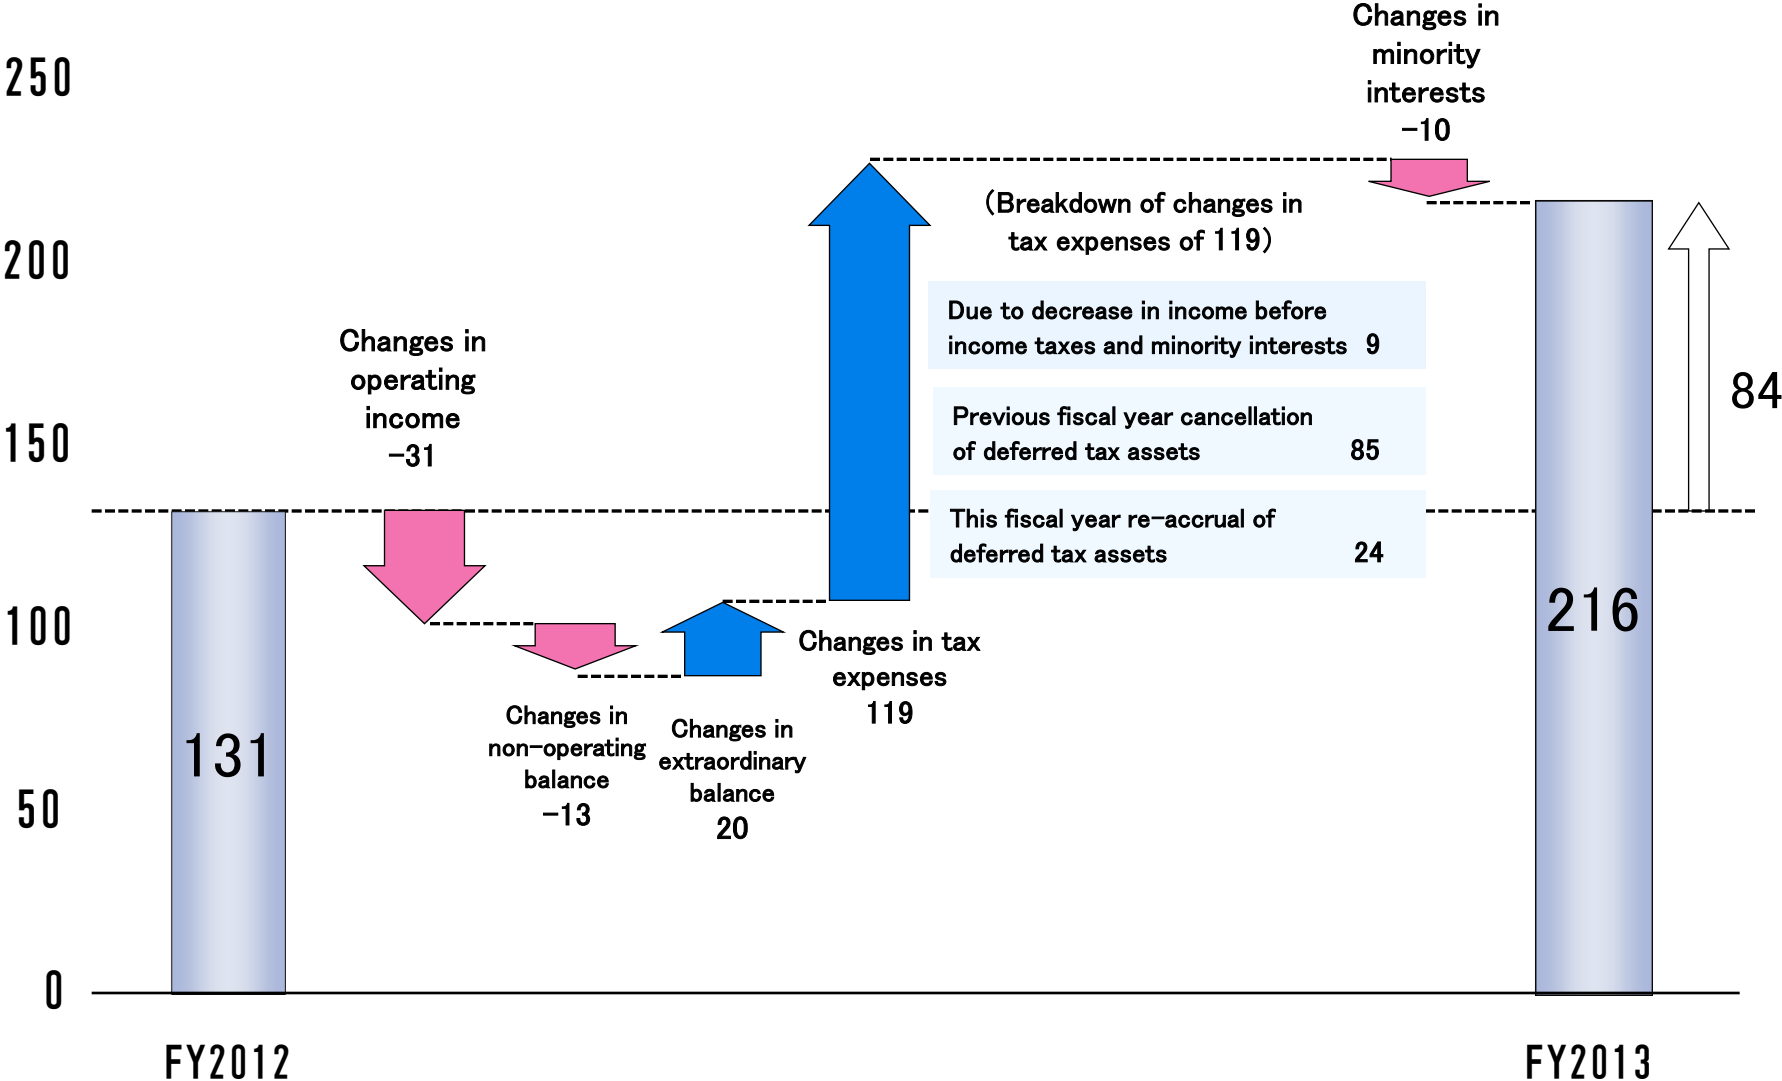 250
200
150
100
50
0
Changes in
operating
income
−31
Changes in
non-operating
balance
−13
Changes in
extraordinary
balance
20
Changes in tax
expenses
119
(Breakdown of changes in
tax expenses of 119)
Due to decrease in income before
income taxes and minority interests 9
Previous fiscal year cancellation
of deferred tax assets 85
This fiscal year re-accrual of
deferred tax assets 24
Changes in
minority
interests
−10
84
131
216
FY2012
FY2013